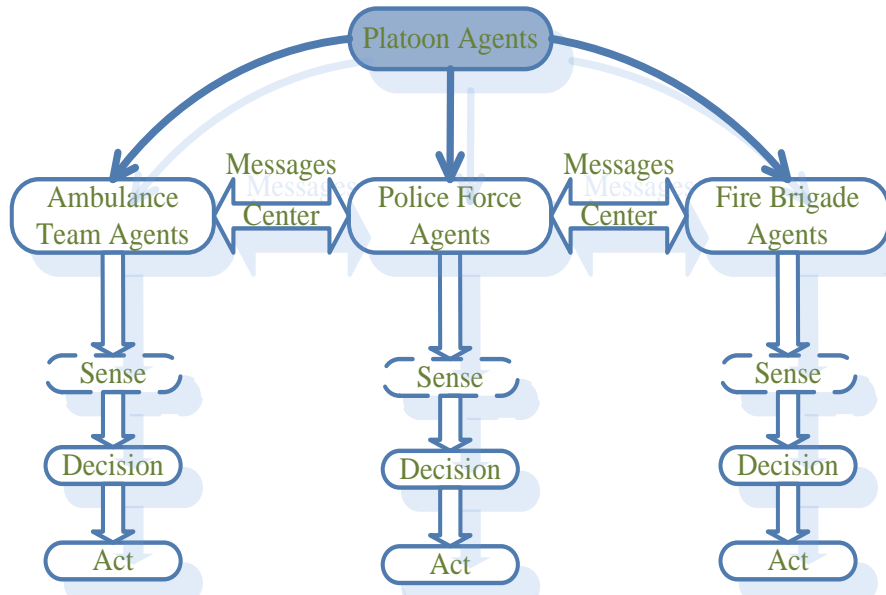 Platoon Agents
Messages
Messages
Ambulance
Team Agents
Center
Police Force
Agents
Center
Fire Brigade
Agents
Sense
Sense
Sense
Decision
Decision
Decision
Act
Act
Act